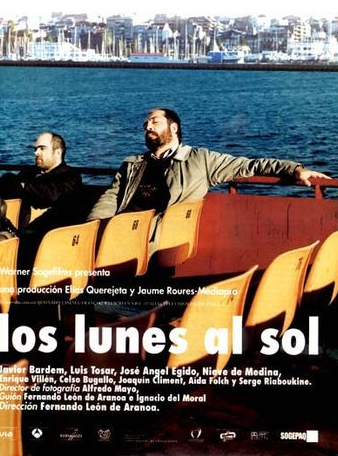 Warner Sogefilms presenta
una producción Elías Querejeta y Jaume Roures-Mediapro
los lunes al sol
Javier Bardem, Luis Tosar, José Angel Egido, Nieve de Medina,
Enrique Villén, Celso Bugallo, Joaquín Climent, Aida Folch y Serge Riaboukine.
Director de fotografía Alfredo Mayo,
Guión Fernando León de Aranoa e Ignacio del Moral
Dirección Fernando León de Aranoa.
SOGEPAQ